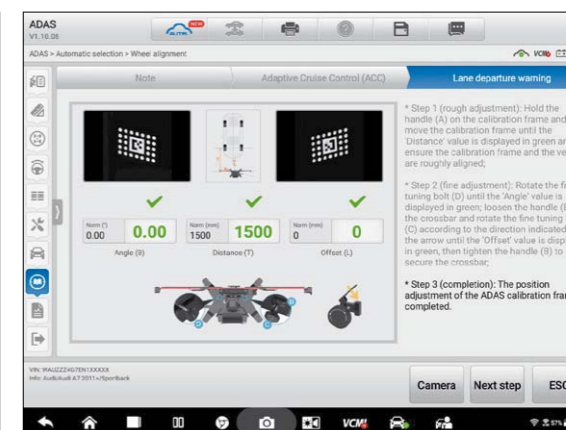 ADAS
V1.10.05
ADAS > Automatic selection > Wheel alignment
VCMI
Note
Adaptive Cruise Control (ACC)
Lane departure warning
* Step 1 (rough adjustment): Hold the
handle (A) on the calibration frame and
move the calibration frame until the
'Distance' value is displayed in green an
ensure the calibration frame and the ve
are roughly aligned;
* Step 2 (fine adjustment): Rotate the fi
tuning bolt (D) until the 'Angle' value is
displayed in green; loosen the handle (
the crossbar and rotate the fine tuning
(C) according to the direction indicated
the arrow until the 'Offset' value is disp
in green, then tighten the handle (B) to
secure the crossbar;
* Step 3 (completion): The position
adjustment of the ADAS calibration fra
completed.
Norm (°)
0.00
0.00
Norm (mm)
1500
1500
Norm (mm)
0
0
Angle (θ)
Distance (T)
Offset (L)
D
C
Info: Audi/Audi A7 2011>/Sportback
Camera
Next step
ESC
VCMI
57%